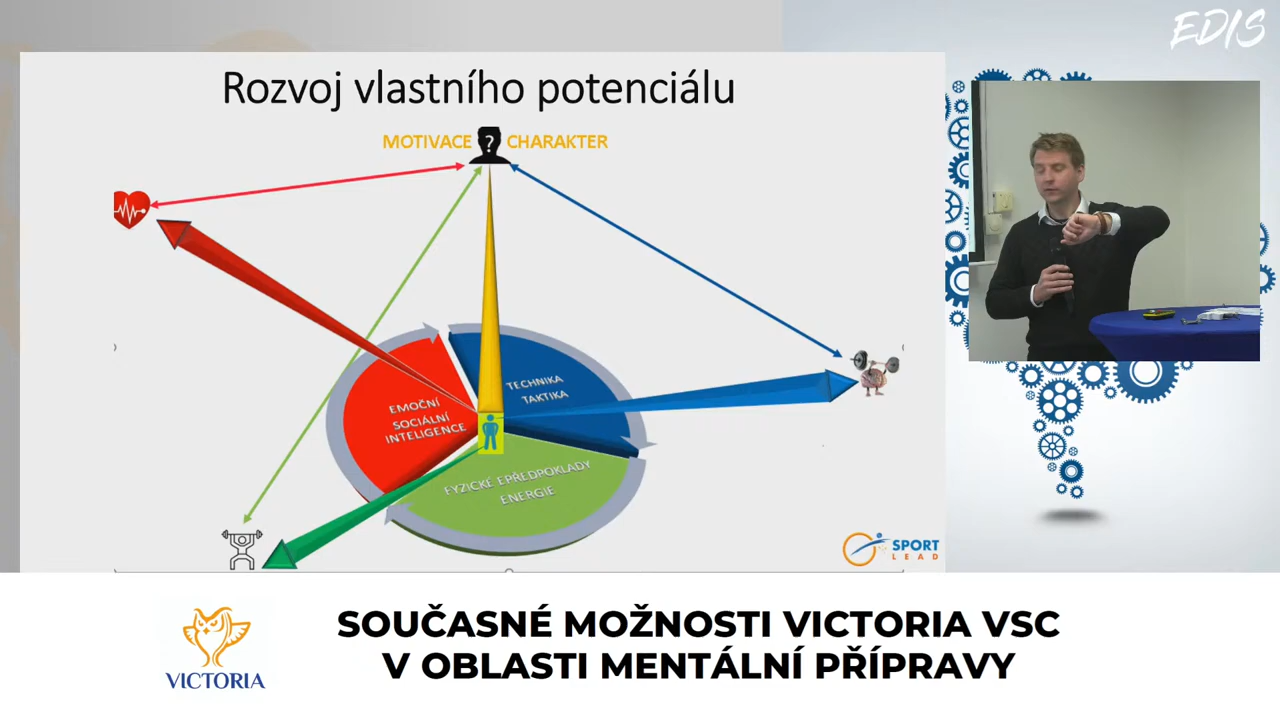 EDIS
Rozvoj vlastního potenciálu
MOTIVACE ? CHARAKTER
TECHNIKA
TAKTIKA
EMOČNÍ
SOCIÁLNÍ
INTELIGENCE
FYZICKÉ EPŘEDPOKLADY
ENERGIE
SPORT
LEAD
VICTORIA
SOUČASNÉ MOŽNOSTI VICTORIA VSC
V OBLASTI MENTÁLNÍ PŘÍPRAVY